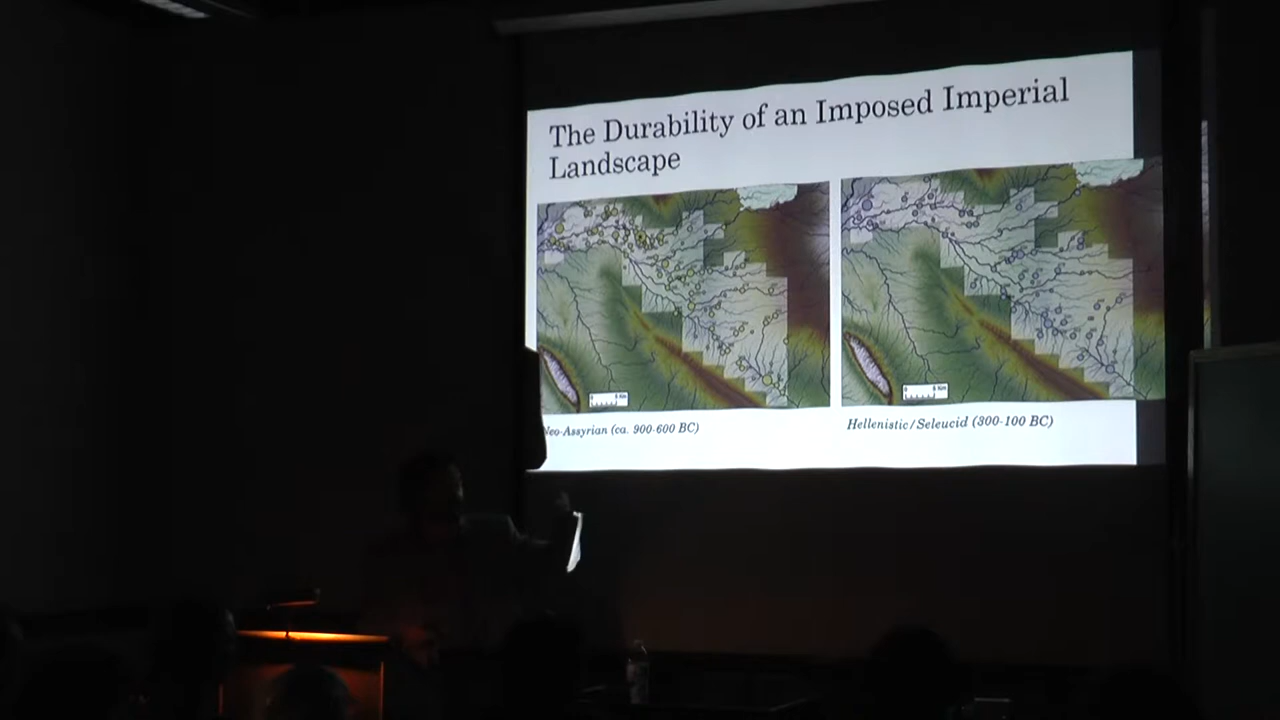 The Durability of an Imposed Imperial
Landscape
Neo-Assyrian (ca. 900-600 BC)
Hellenistic/Seleucid (300-100 BC)